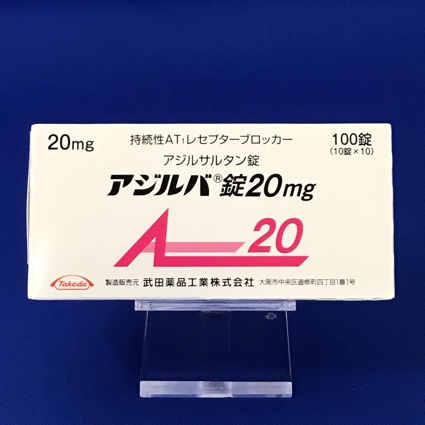 20mg
持続性AT₁レセプターブロッカー
100錠
(10錠×10)
アジルサルタン錠
アジルバ®錠20mg
20
Takeda
製造販売元 武田薬品工業株式会社 大阪市中央区道修町四丁目1番1号